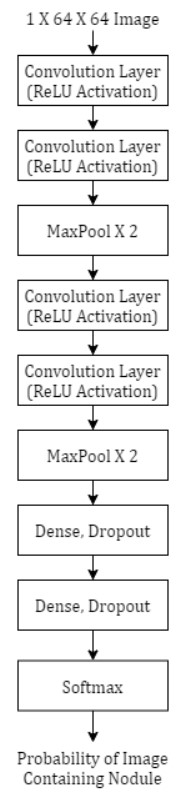 1 X 64 X 64 Image
Convolution Layer
(ReLU Activation)
Convolution Layer
(ReLU Activation)
MaxPool X 2
Convolution Layer
(ReLU Activation)
Convolution Layer
(ReLU Activation)
MaxPool X 2
Dense, Dropout
Dense, Dropout
Softmax
Probability of Image
Containing Nodule